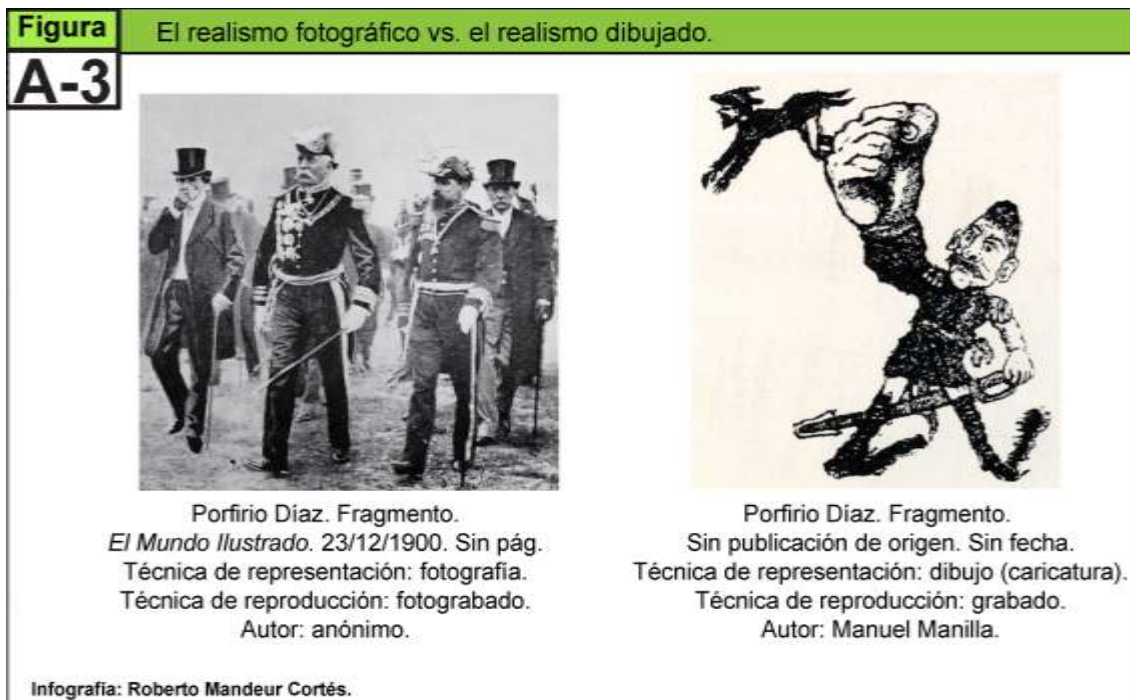 Figura
A-3
El realismo fotográfico vs. el realismo dibujado.
Porfirio Díaz. Fragmento.
El Mundo Ilustrado. 23/12/1900. Sin pág.
Técnica de representación: fotografía.
Técnica de reproducción: fotograbado.
Autor: anónimo.
Porfirio Díaz. Fragmento.
Sin publicación de origen. Sin fecha.
Técnica de representación: dibujo (caricatura).
Técnica de reproducción: grabado.
Autor: Manuel Manilla.
Infografía: Roberto Mandeur Cortés.